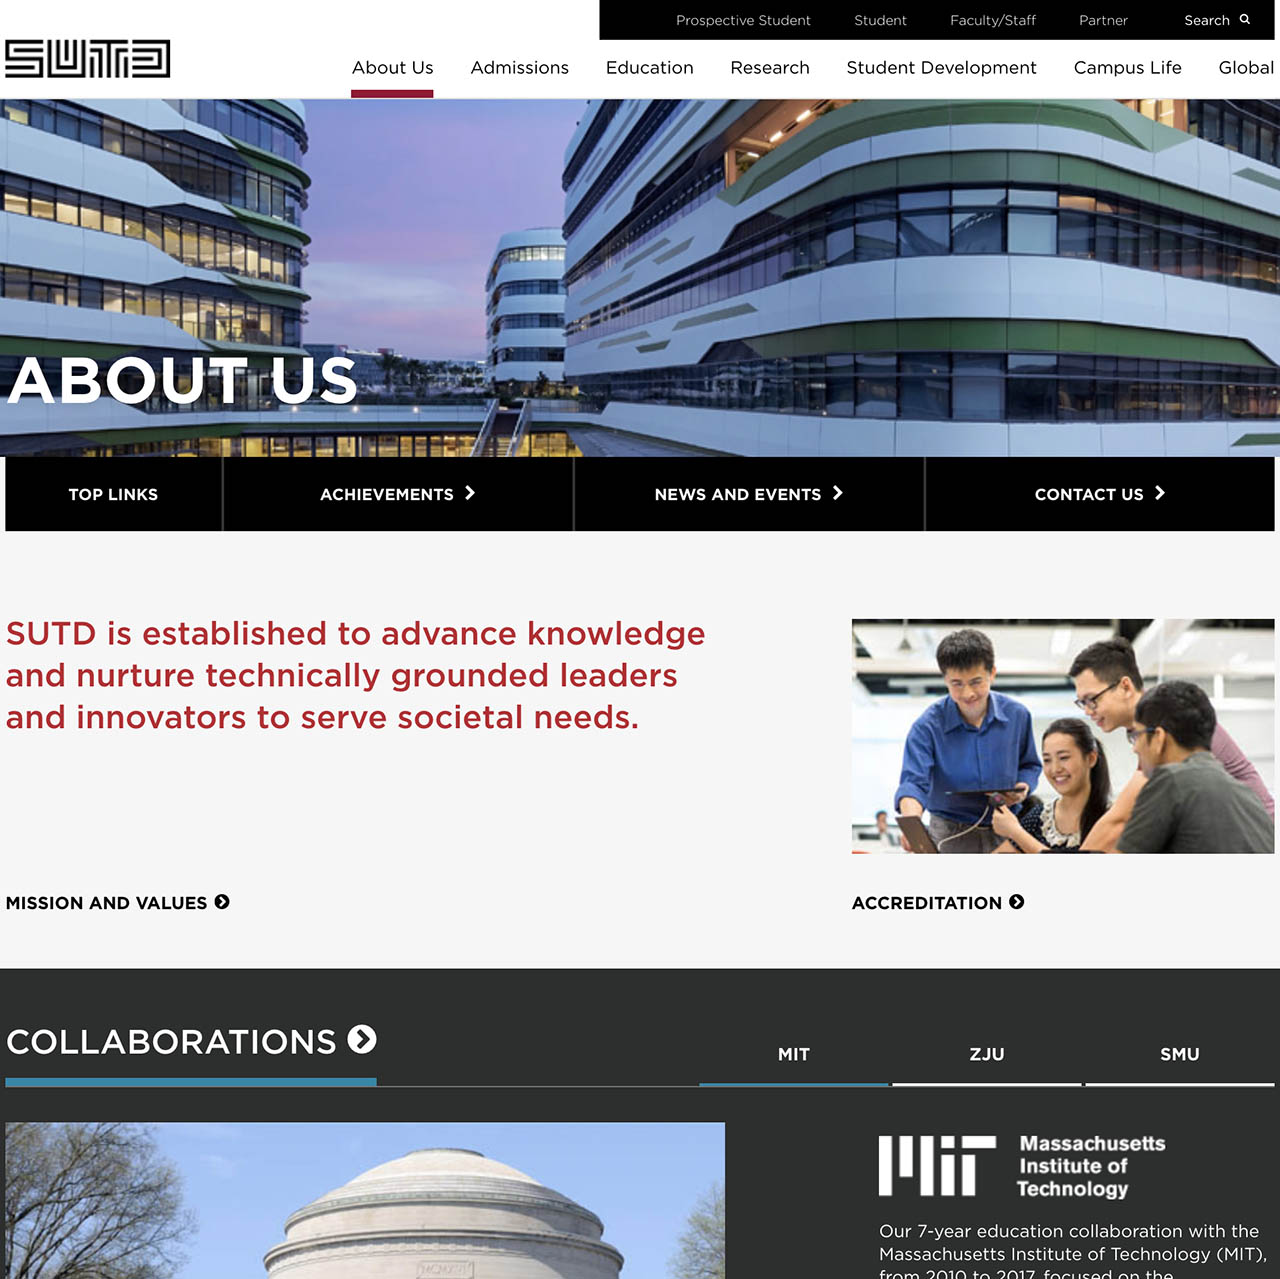 Prospective Student Student Faculty/Staff Partner Search
SUTD
About Us Admissions Education Research Student Development Campus Life Global
ABOUT US
TOP LINKS ACHIEVEMENTS NEWS AND EVENTS CONTACT US
SUTD is established to advance knowledge
and nurture technically grounded leaders
and innovators to serve societal needs.
MISSION AND VALUES
ACCREDITATION
COLLABORATIONS
MIT ZJU SMU
MCMXVI
MIT
Massachusetts
Institute of
Technology
Our 7-year education collaboration with the
Massachusetts Institute of Technology (MIT),
from 2010 to 2017, focused on the